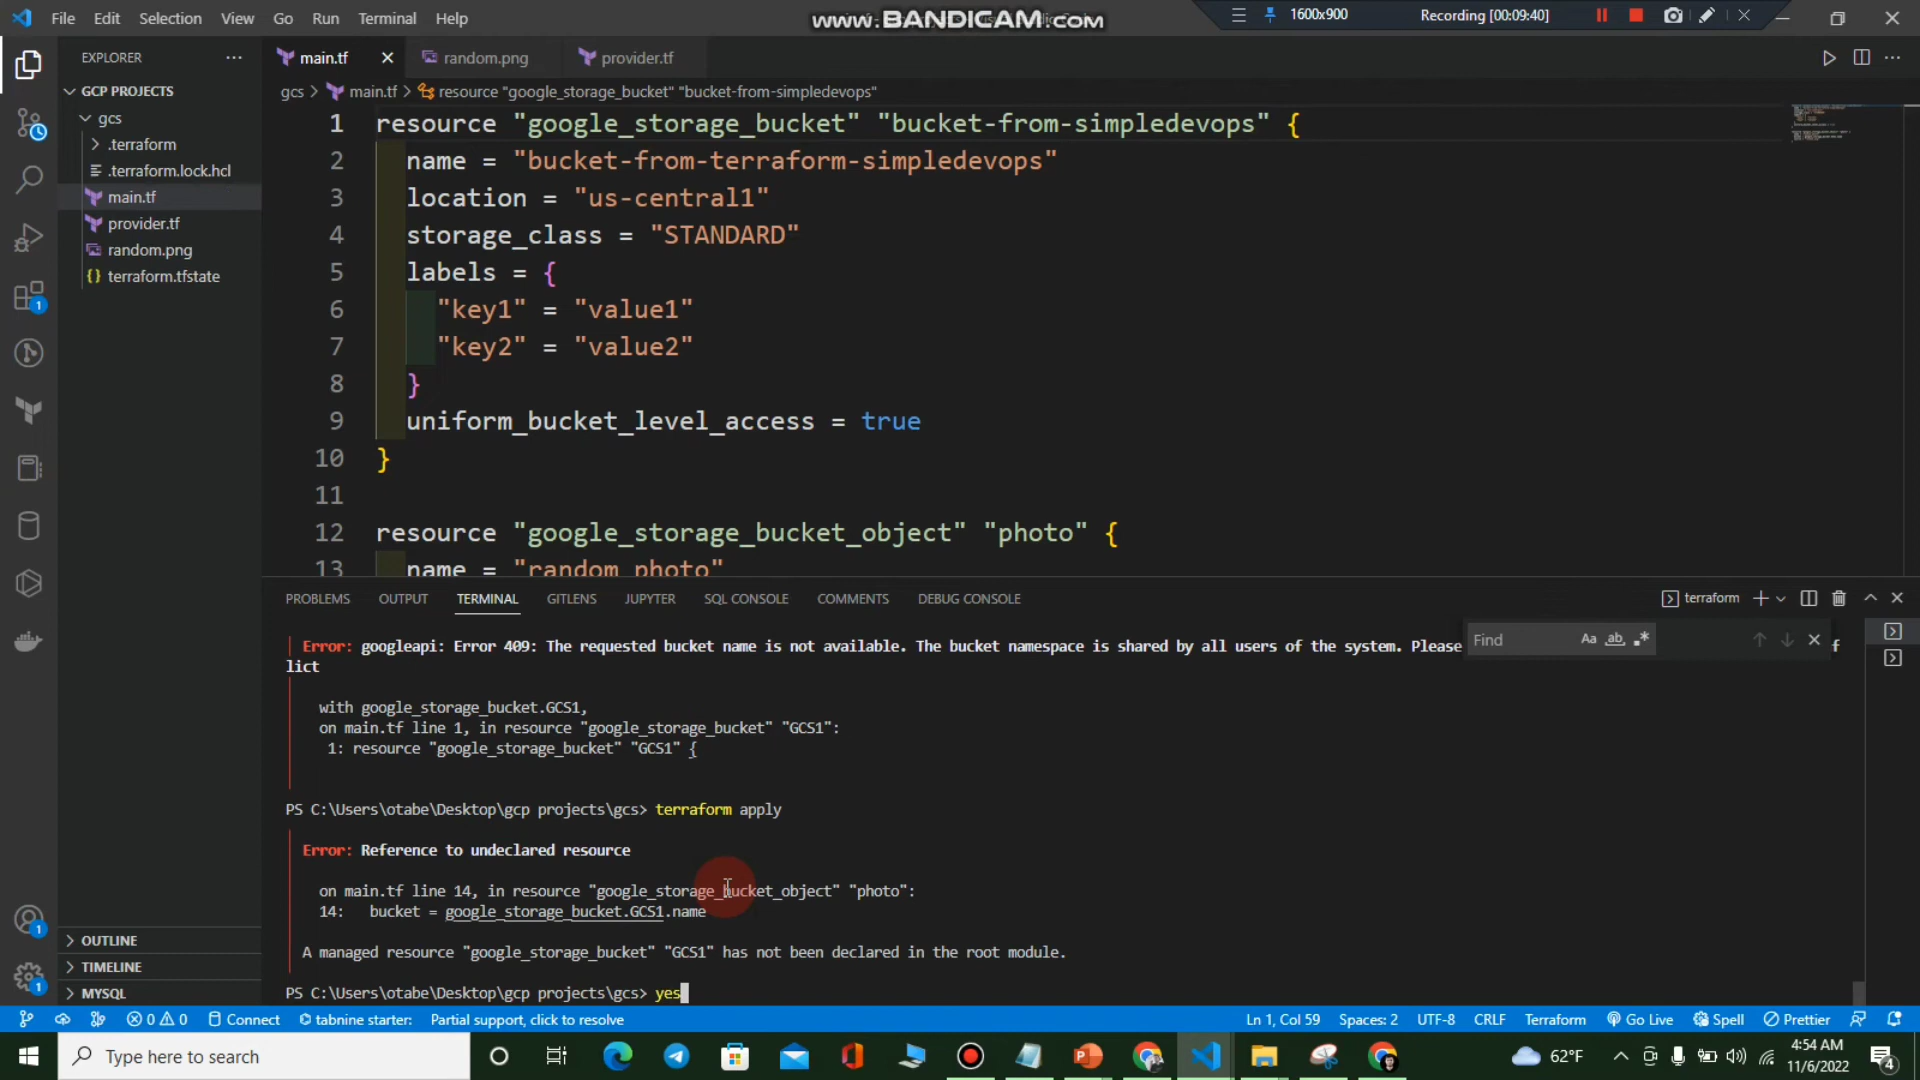 File Edit Selection View Go Run Terminal Help
www.BANDICAM.com
1600x900
Recording [00:09:40]
EXPLORER
main.tf
random.png
provider.tf
GCP PROJECTS
gcs > main.tf > resource "google_storage_bucket" "bucket-from-simpledevops"
gcs
.terraform
.terraform.lock.hcl
main.tf
provider.tf
random.png
terraform.tfstate
1 resource "google_storage_bucket" "bucket-from-simpledevops" {
2 name = "bucket-from-terraform-simpledevops"
3 location = "us-central1"
4 storage_class = "STANDARD"
5 labels = {
6 "key1" = "value1"
7 "key2" = "value2"
8 }
9 uniform_bucket_level_access = true
10 }
11
12 resource "google_storage_bucket_object" "photo" {
13 name = "random_photo"
PROBLEMS OUTPUT TERMINAL GITLENS JUPYTER SQL CONSOLE COMMENTS DEBUG CONSOLE
terraform
Find
Aa
ab
Error: googleapi: Error 409: The requested bucket name is not available. The bucket namespace is shared by all users of the system. Please
f
lict
with google_storage_bucket.GCS1,
on main.tf line 1, in resource "google_storage_bucket" "GCS1":
1: resource "google_storage_bucket" "GCS1" {
PS C:\Users\otabe\Desktop\gcp projects\gcs> terraform apply
Error: Reference to undeclared resource
on main.tf line 14, in resource "google_storage_bucket_object" "photo":
14: bucket = google_storage_bucket.GCS1.name
A managed resource "google_storage_bucket" "GCS1" has not been declared in the root module.
PS C:\Users\otabe\Desktop\gcp projects\gcs> yes
OUTLINE
TIMELINE
MYSQL
1
1
1
0 0 Connect tabnine starter: Partial support, click to resolve
Ln 1, Col 59 Spaces: 2 UTF-8 CRLF Terraform Go Live Spell Prettier
Type here to search
62°F
4:54 AM
11/6/2022
4